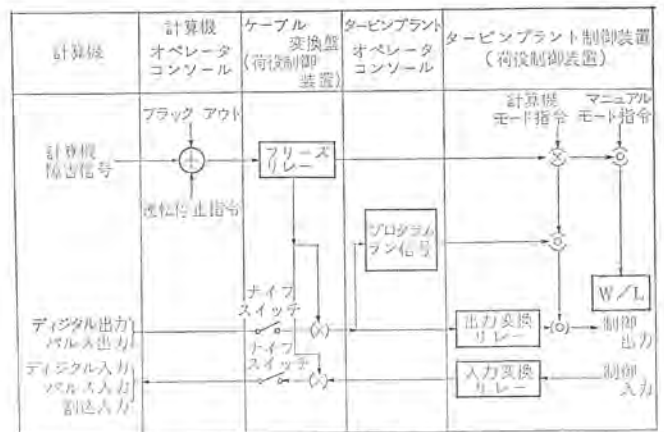 計算機
計算機
オペレータ
コンソール
ケーブル
変換盤
(荷役制御
装置)
タービンプラント
オペレータ
コンソール
タービンプラント制御装置
(荷役制御装置)
ブラック アウト
計算機
モード指令
マニュアル
モード指令
計算機
障害信号
フリーズ
リレー
運転停止指令
プログラム
ラン信号
ナイフ
スイッチ
W/L
ディジタル出力
パルス出力
出力変換
リレー
制御
出力
ナイフ
スイッチ
ディジタル入力
パルス入力
割込入力
入力変換
リレー
制御
入力